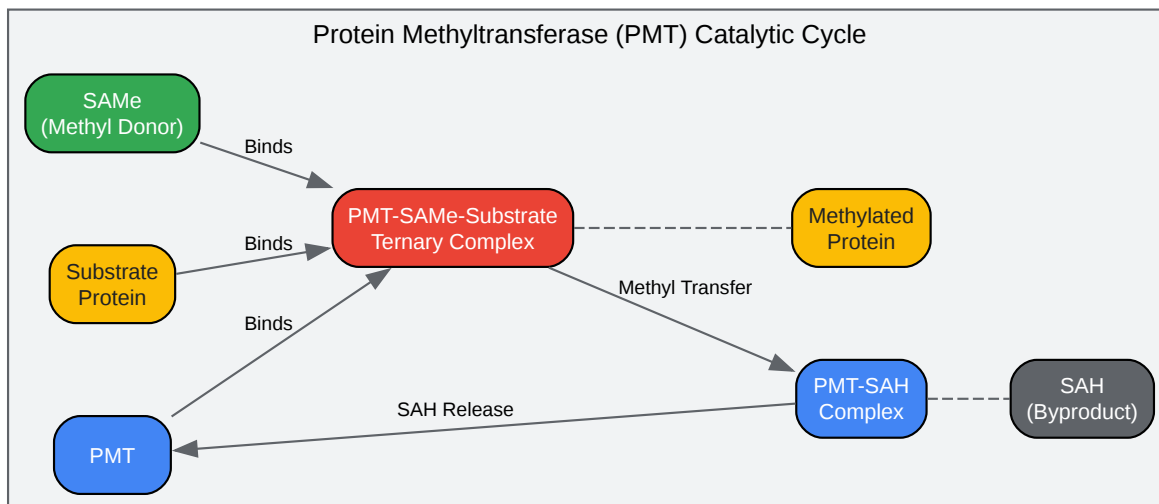 Protein Methyltransferase (PMT) Catalytic Cycle
SAMe
(Methyl Donor)
Binds
PMT-SAMe-Substrate
Ternary Complex
Methylated
Protein
Binds
Substrate
Protein
Methyl Transfer
Binds
PMT-SAH
Complex
SAH
(Byproduct)
SAH Release
PMT